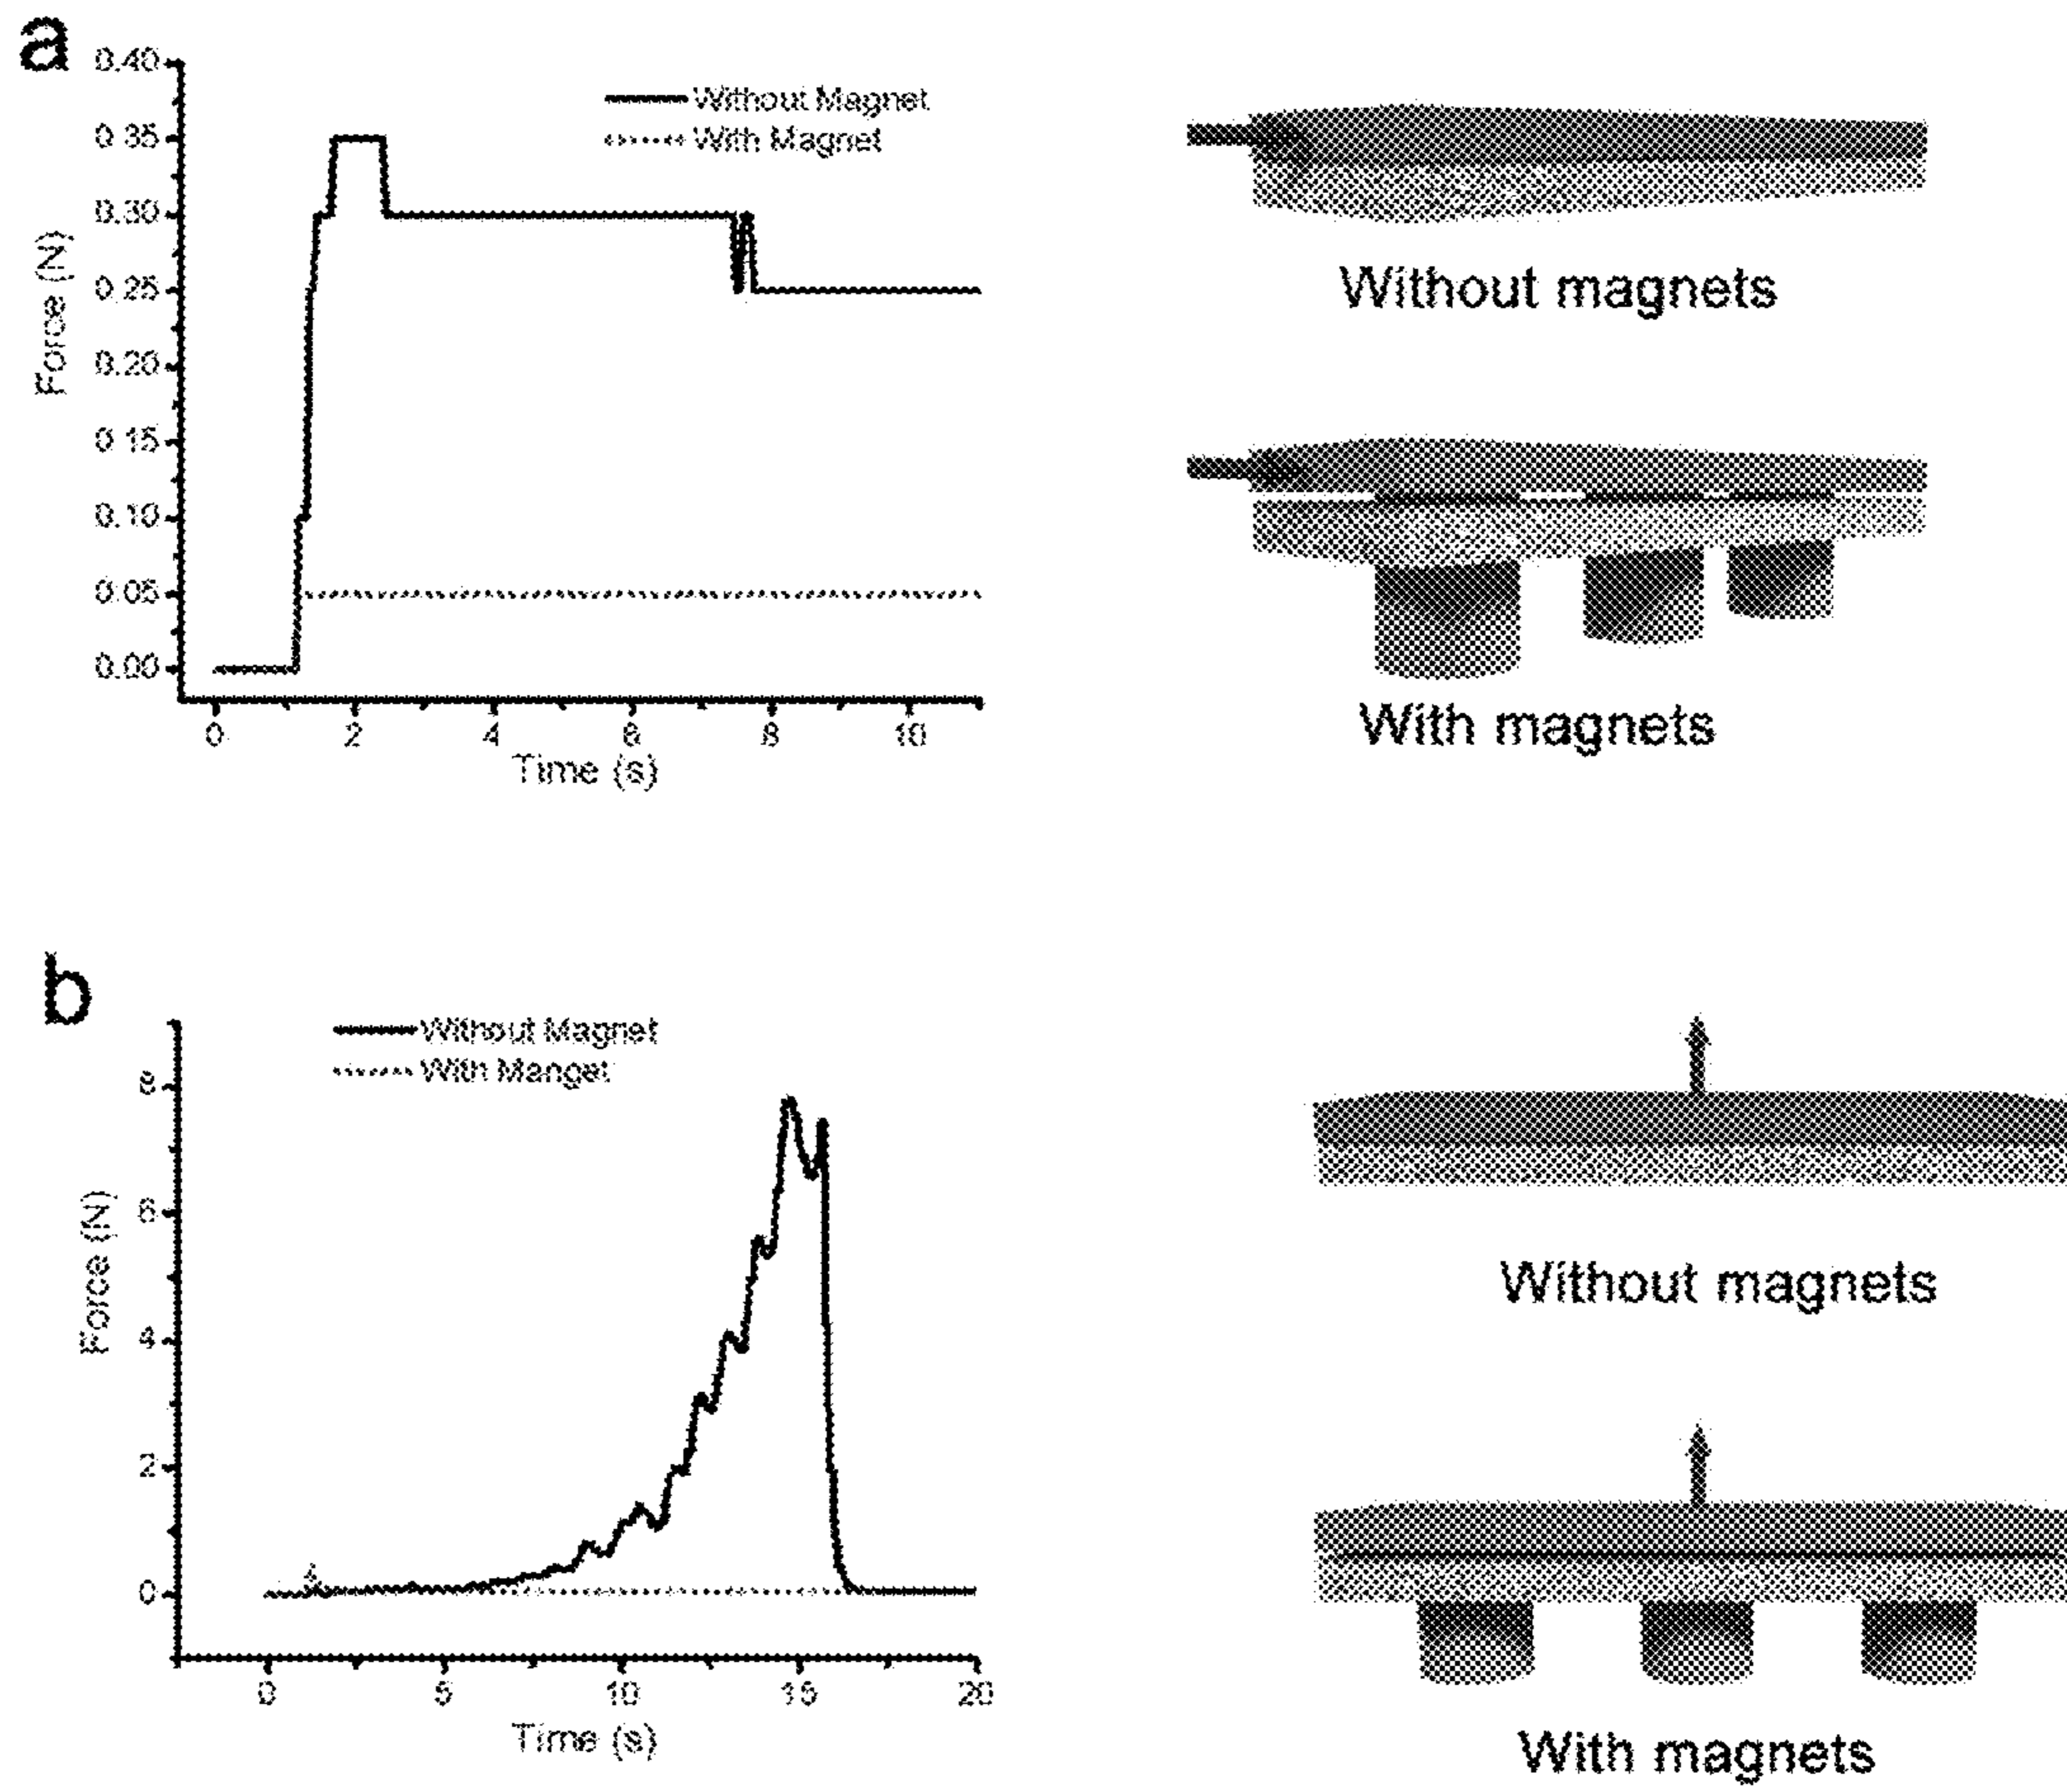 a
0.40
0.35
0.30
0.25
0.20
0.15
0.10
0.05
0.00
Force (N)
Without Magnet
With Magnet
0 2 4 6 8 10
Time (s)
Without magnets
With magnets
b
8
6
4
2
0
Force (N)
Without Magnet
With Manget
0 5 10 15 20
Time (s)
Without magnets
With magnets